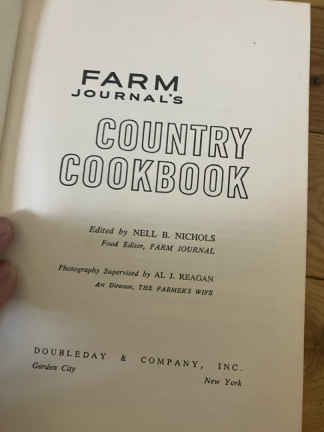 FARM
JOURNAL'S
COUNTRY
COOKBOOK
Edited by NELL B. NICHOLS
Food Editor, FARM JOURNAL
Photography Supervised by AL J. REAGAN
Art Director, THE FARMER'S WIFE
DOUBLEDAY & COMPANY, INC.
Garden City New York